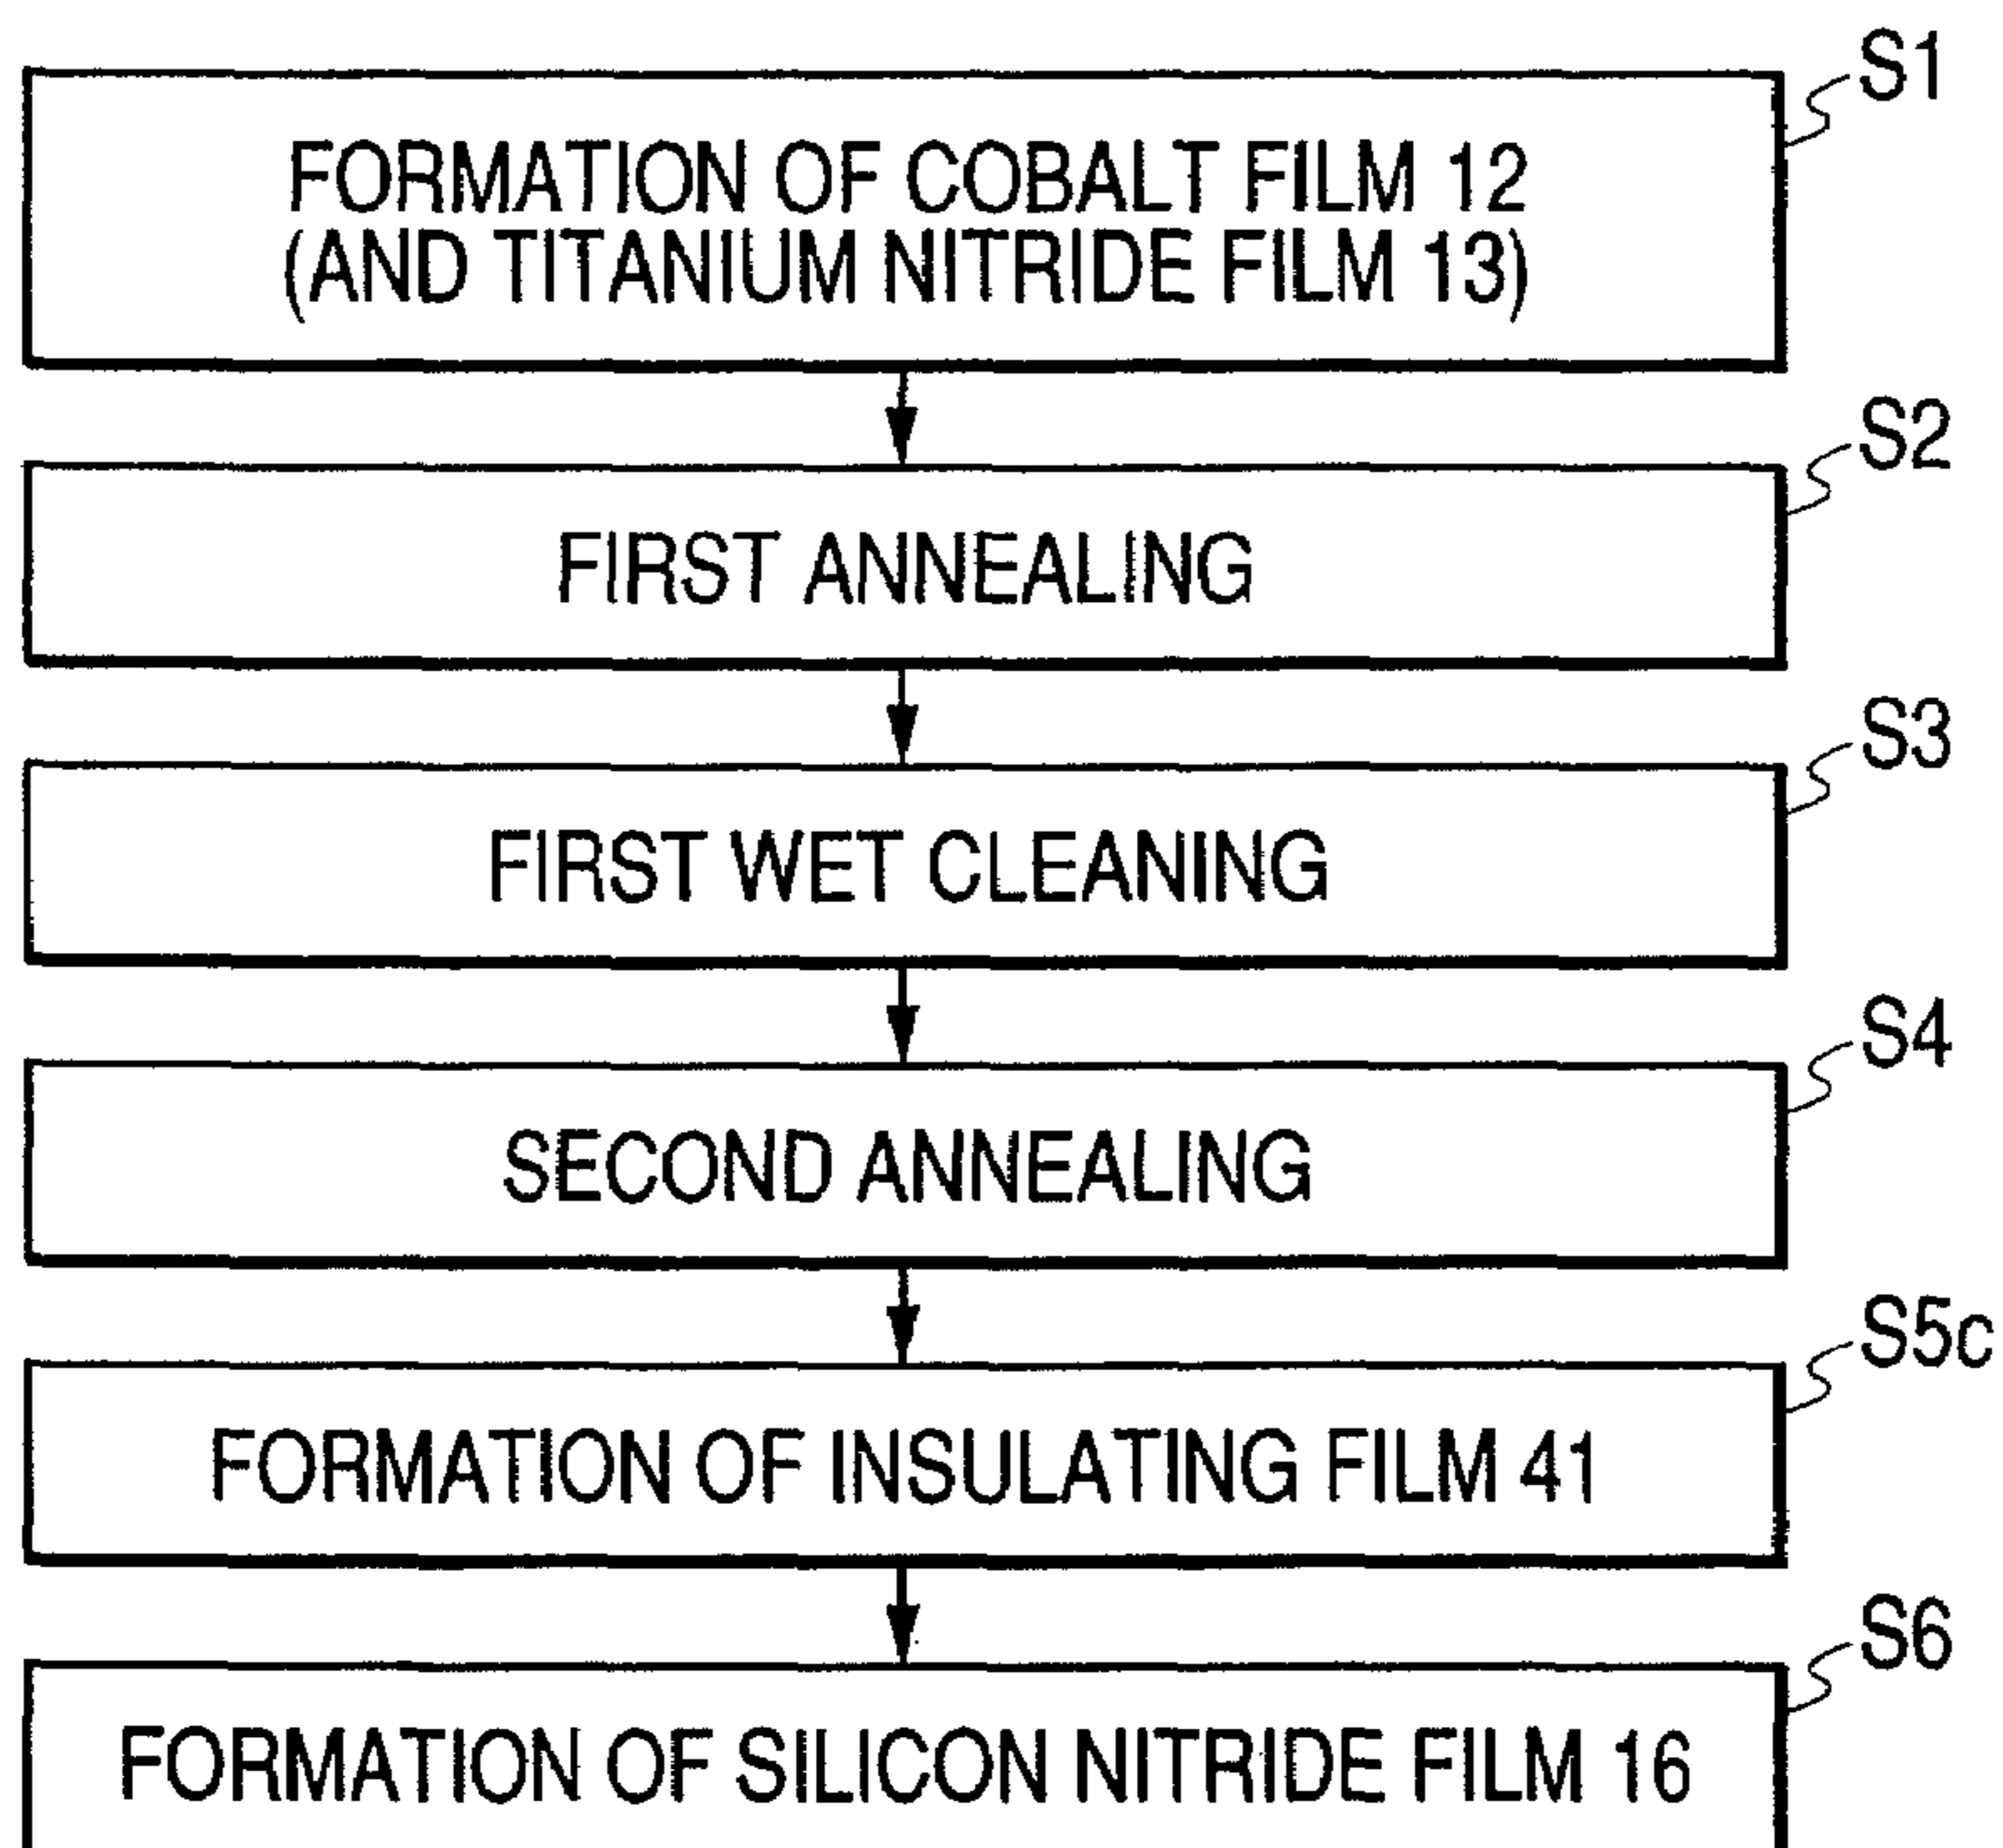 S1
FORMATION OF COBALT FILM 12
(AND TITANIUM NITRIDE FILM 13)
S2
FIRST ANNEALING
S3
FIRST WET CLEANING
S4
SECOND ANNEALING
S5c
FORMATION OF INSULATING FILM 41
S6
FORMATION OF SILICON NITRIDE FILM 16